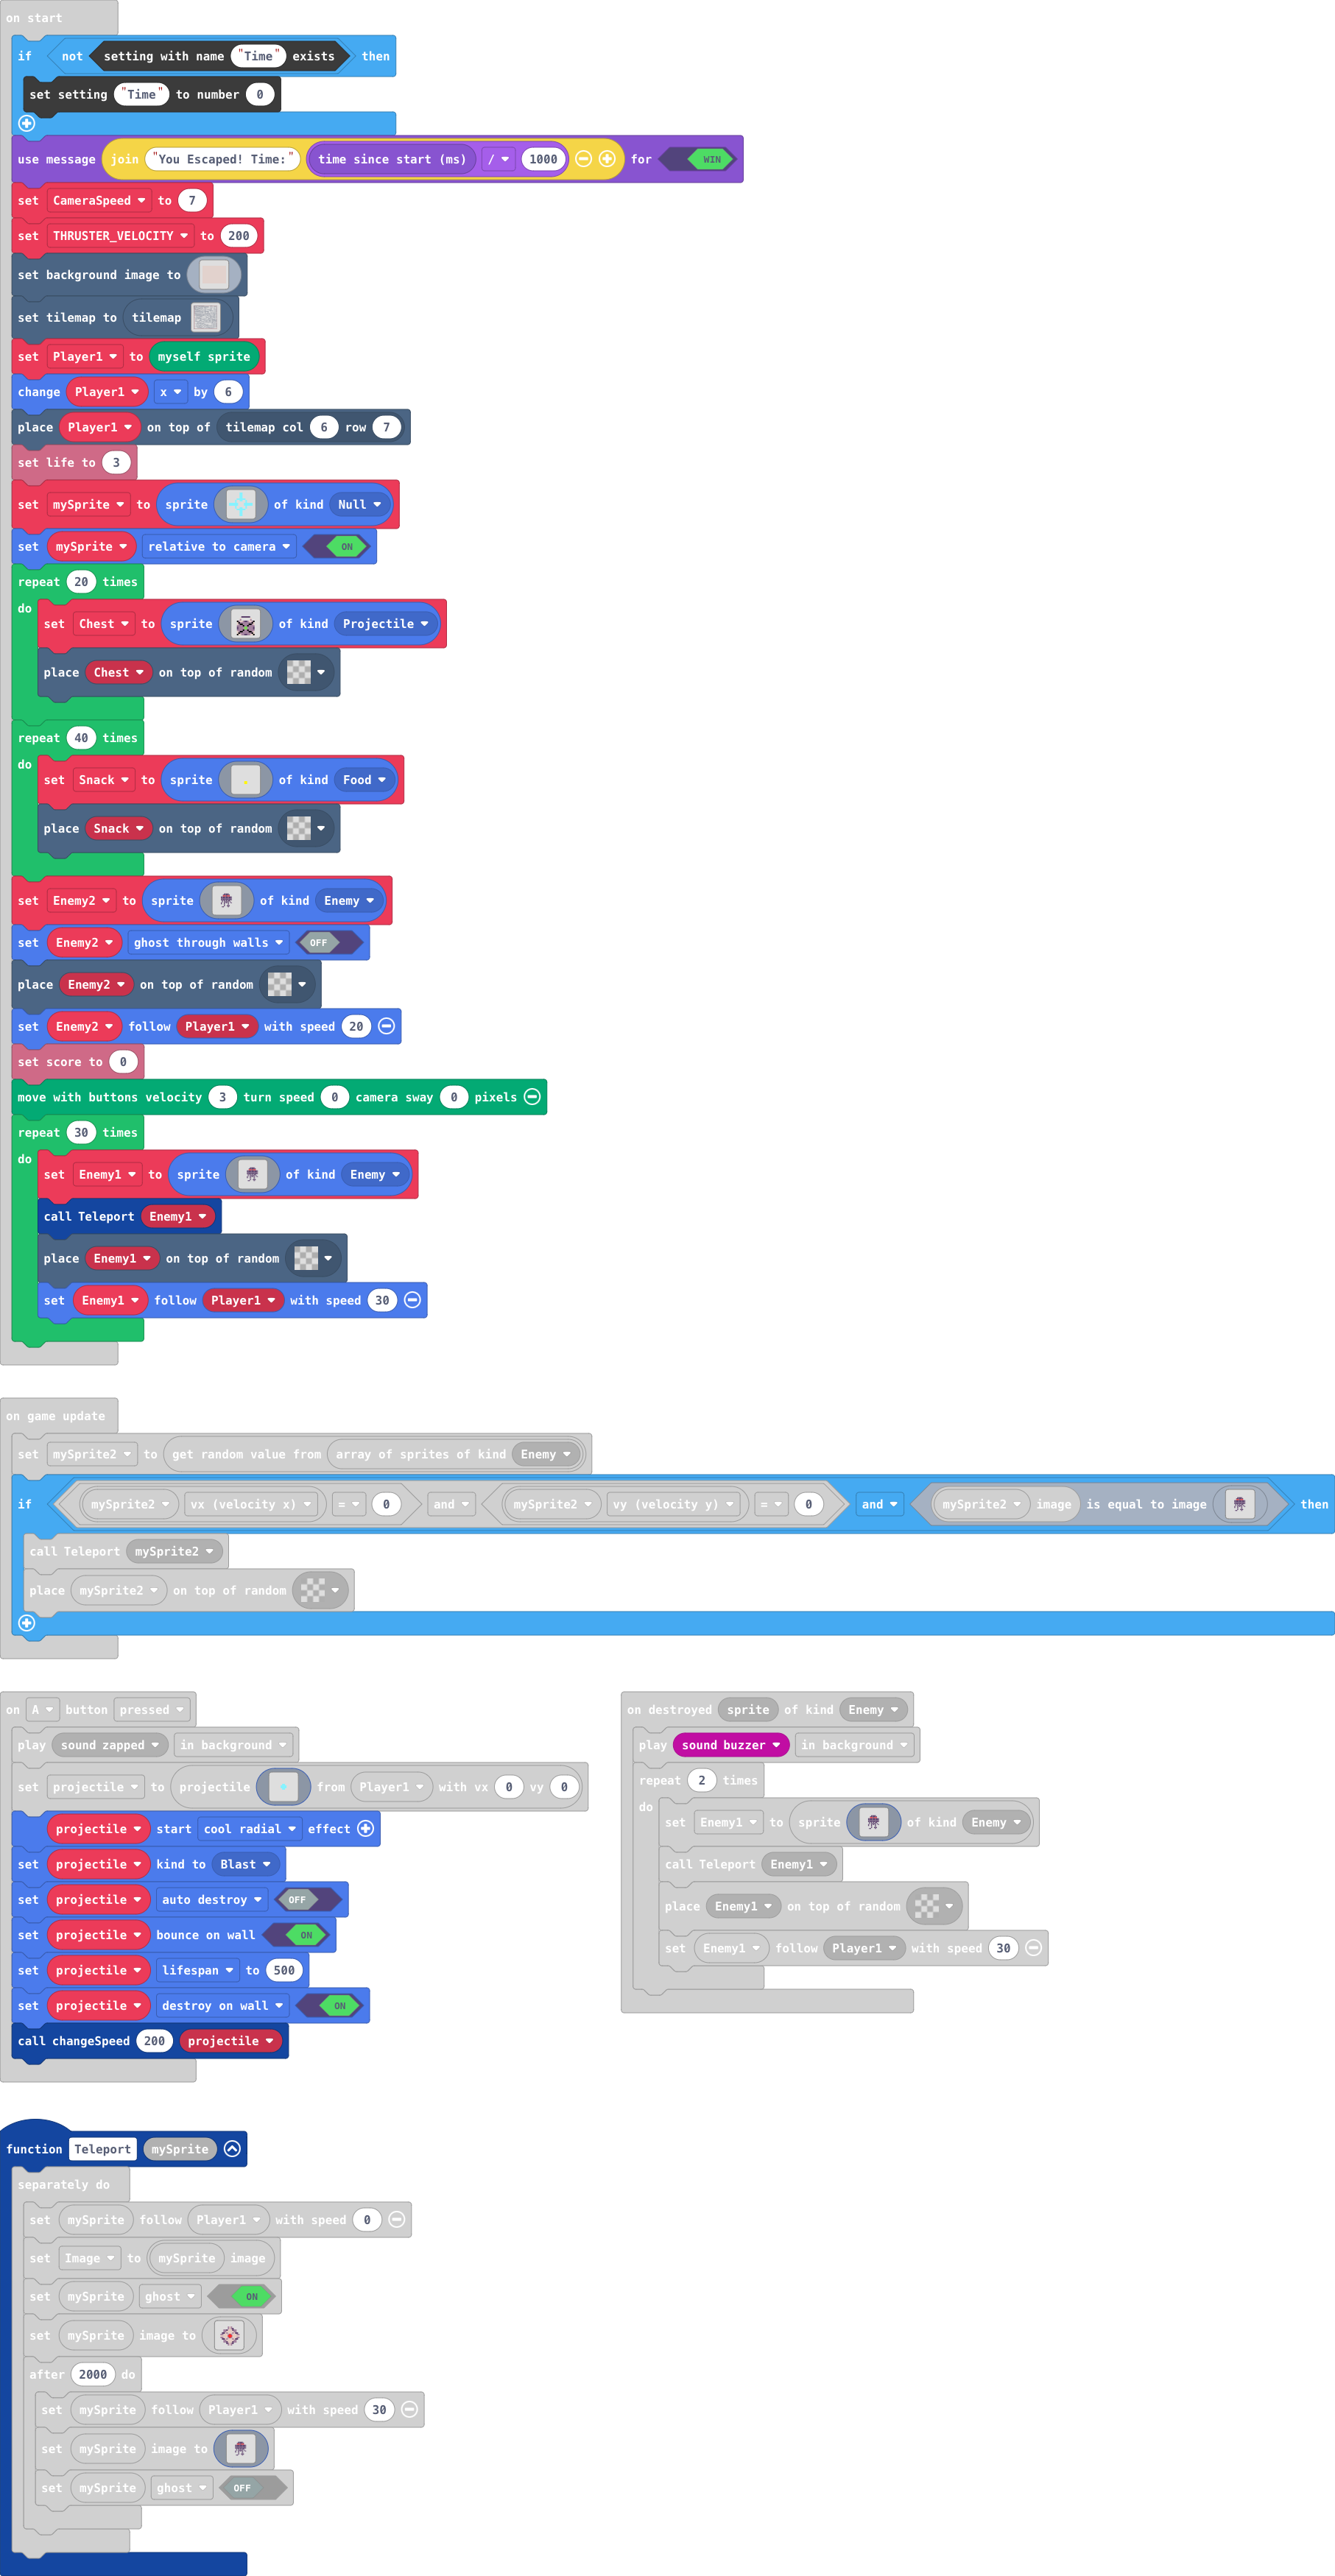 on start
if not setting with name "Time" exists then
set setting "Time" to number 0
use message join "You Escaped! Time:" time since start (ms) / 1000 for WIN
set CameraSpeed to 7
set THRUSTER_VELOCITY to 200
set background image to
set tilemap to tilemap
set Player1 to myself sprite
change Player1 x by 6
place Player1 on top of tilemap col 6 row 7
set life to 3
set mySprite to sprite of kind Null
set mySprite relative to camera ON
repeat 20 times
do
set Chest to sprite of kind Projectile
place Chest on top of random
repeat 40 times
do
set Snack to sprite of kind Food
place Snack on top of random
set Enemy2 to sprite of kind Enemy
set Enemy2 ghost through walls OFF
place Enemy2 on top of random
set Enemy2 follow Player1 with speed 20
set score to 0
move with buttons velocity 3 turn speed 0 camera sway 0 pixels
repeat 30 times
do
set Enemy1 to sprite of kind Enemy
call Teleport Enemy1
place Enemy1 on top of random
set Enemy1 follow Player1 with speed 30
on game update
set mySprite2 to get random value from array of sprites of kind Enemy
if mySprite2 vx (velocity x) = 0 and mySprite2 vy (velocity y) = 0 and mySprite2 image is equal to image then
call Teleport mySprite2
place mySprite2 on top of random
on A button pressed
play sound zapped in background
set projectile to projectile from Player1 with vx 0 vy 0
projectile start cool radial effect
set projectile kind to Blast
set projectile auto destroy OFF
set projectile bounce on wall ON
set projectile lifespan to 500
set projectile destroy on wall ON
call changeSpeed 200 projectile
on destroyed sprite of kind Enemy
play sound buzzer in background
repeat 2 times
do
set Enemy1 to sprite of kind Enemy
call Teleport Enemy1
place Enemy1 on top of random
set Enemy1 follow Player1 with speed 30
function Teleport mySprite
separately do
set mySprite follow Player1 with speed 0
set Image to mySprite image
set mySprite ghost ON
set mySprite image to
after 2000 do
set mySprite follow Player1 with speed 30
set mySprite image to
set mySprite ghost OFF